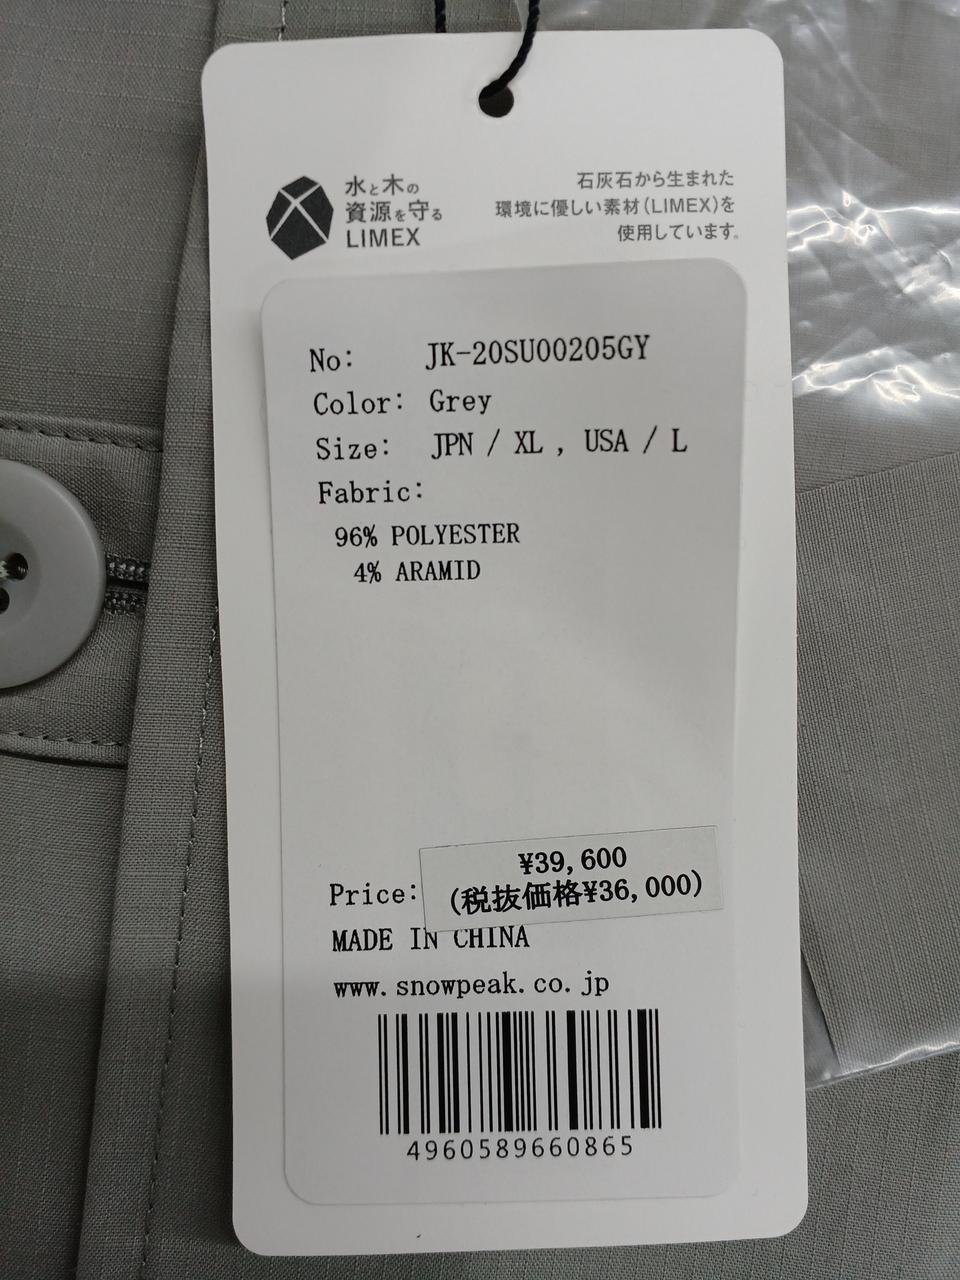 水と木の
資源を守る
LIMEX
石灰石から生まれた
環境に優しい素材(LIMEX)を
使用しています。
No: JK-20SU00205GY
Color: Grey
Size: JPN / XL , USA / L
Fabric:
96% POLYESTER
4% ARAMID
Price: ¥39,600
(税抜価格¥36,000)
MADE IN CHINA
www.snowpeak.co.jp
4960589660865